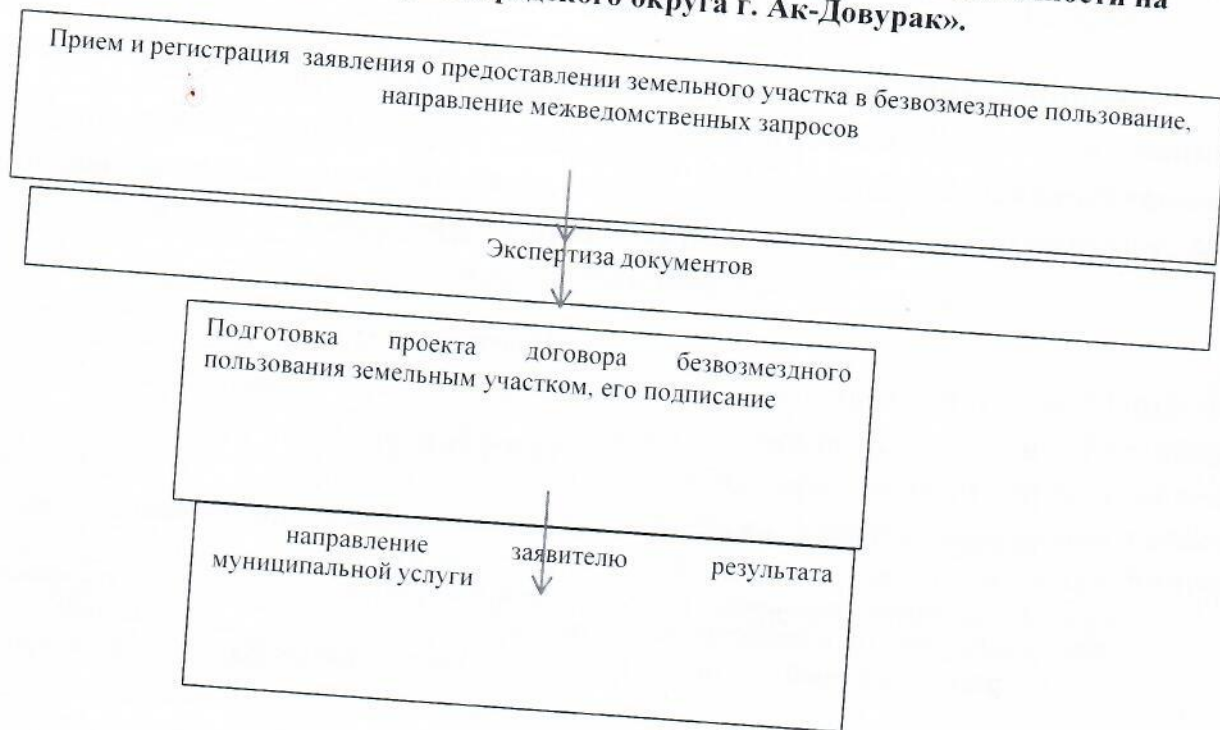 на
округа г. Ак-Довурак».
Прием и регистрация заявления о предоставлении земельного участка в безвозмездное пользование,
направление межведомственных запросов
Экспертиза документов
Подготовка проекта договора безвозмездного
пользования земельным участком, его подписание
направление заявителю результата
муниципальной услуги